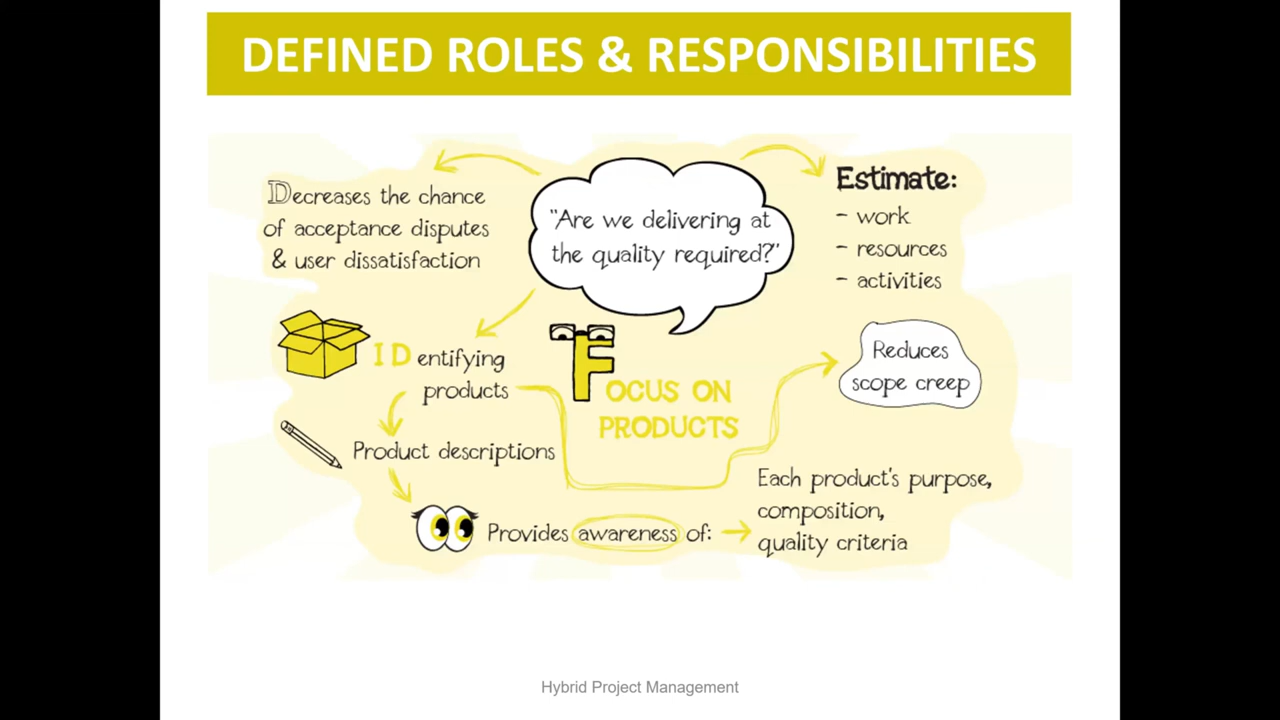 DEFINED ROLES & RESPONSIBILITIES
Decreases the chance
of acceptance disputes
& user dissatisfaction
"Are we delivering at
the quality required?"
Estimate:
- work
- resources
- activities
IDentifying
products
FOCUS ON
PRODUCTS
Reduces
scope creep
Product descriptions
Provides awareness of:
Each product's purpose,
composition,
quality criteria
Hybrid Project Management